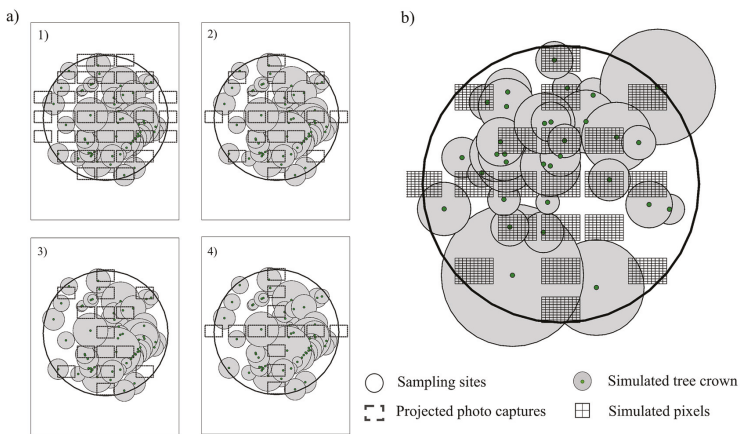 a)
b)
1)
2)
3)
4)
Sampling sites
Simulated tree crown
Projected photo captures
Simulated pixels